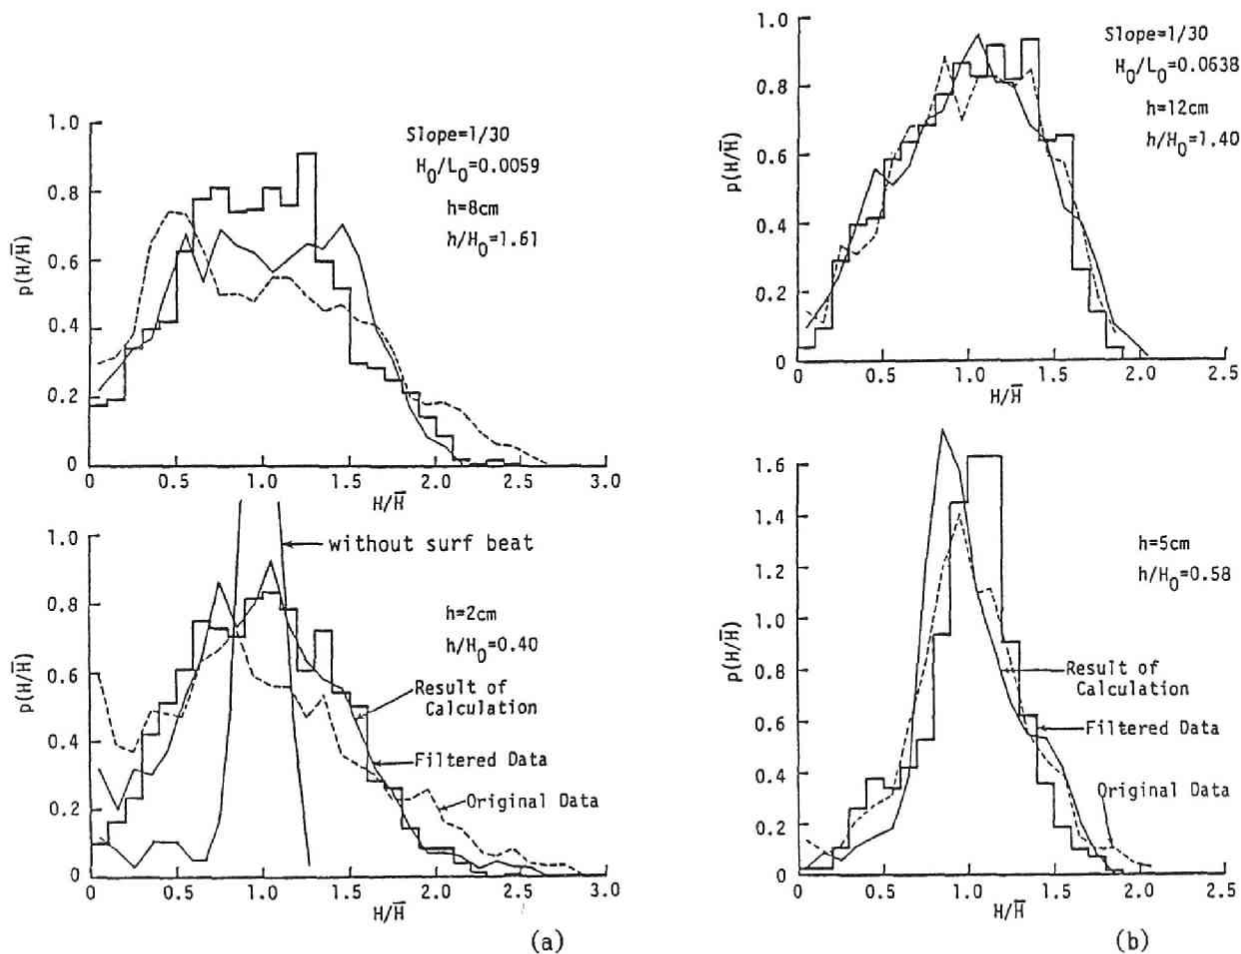 1.0
0.8
0.6
0.4
0.2
0
p(H/H̅)
Slope=1/30
H₀/L₀=0.0059
h=8cm
h/H₀=1.61
0 0.5 1.0 1.5 2.0 2.5 3.0
H/H̅
1.0
0.8
0.6
0.4
0.2
0
p(H/H̅)
without surf beat
h=2cm
h/H₀=0.40
Result of
Calculation
Filtered Data
Original Data
0 0.5 1.0 1.5 2.0 2.5 3.0
H/H̅
(a)
1.0
0.8
0.6
0.4
0.2
0
p(H/H̅)
Slope=1/30
H₀/L₀=0.0638
h=12cm
h/H₀=1.40
0 0.5 1.0 1.5 2.0 2.5
H/H̅
1.6
1.4
1.2
1.0
0.8
0.6
0.4
0.2
0
p(H/H̅)
h=5cm
h/H₀=0.58
Result of
Calculation
Filtered Data
Original Data
0 0.5 1.0 1.5 2.0 2.5
H/H̅
(b)